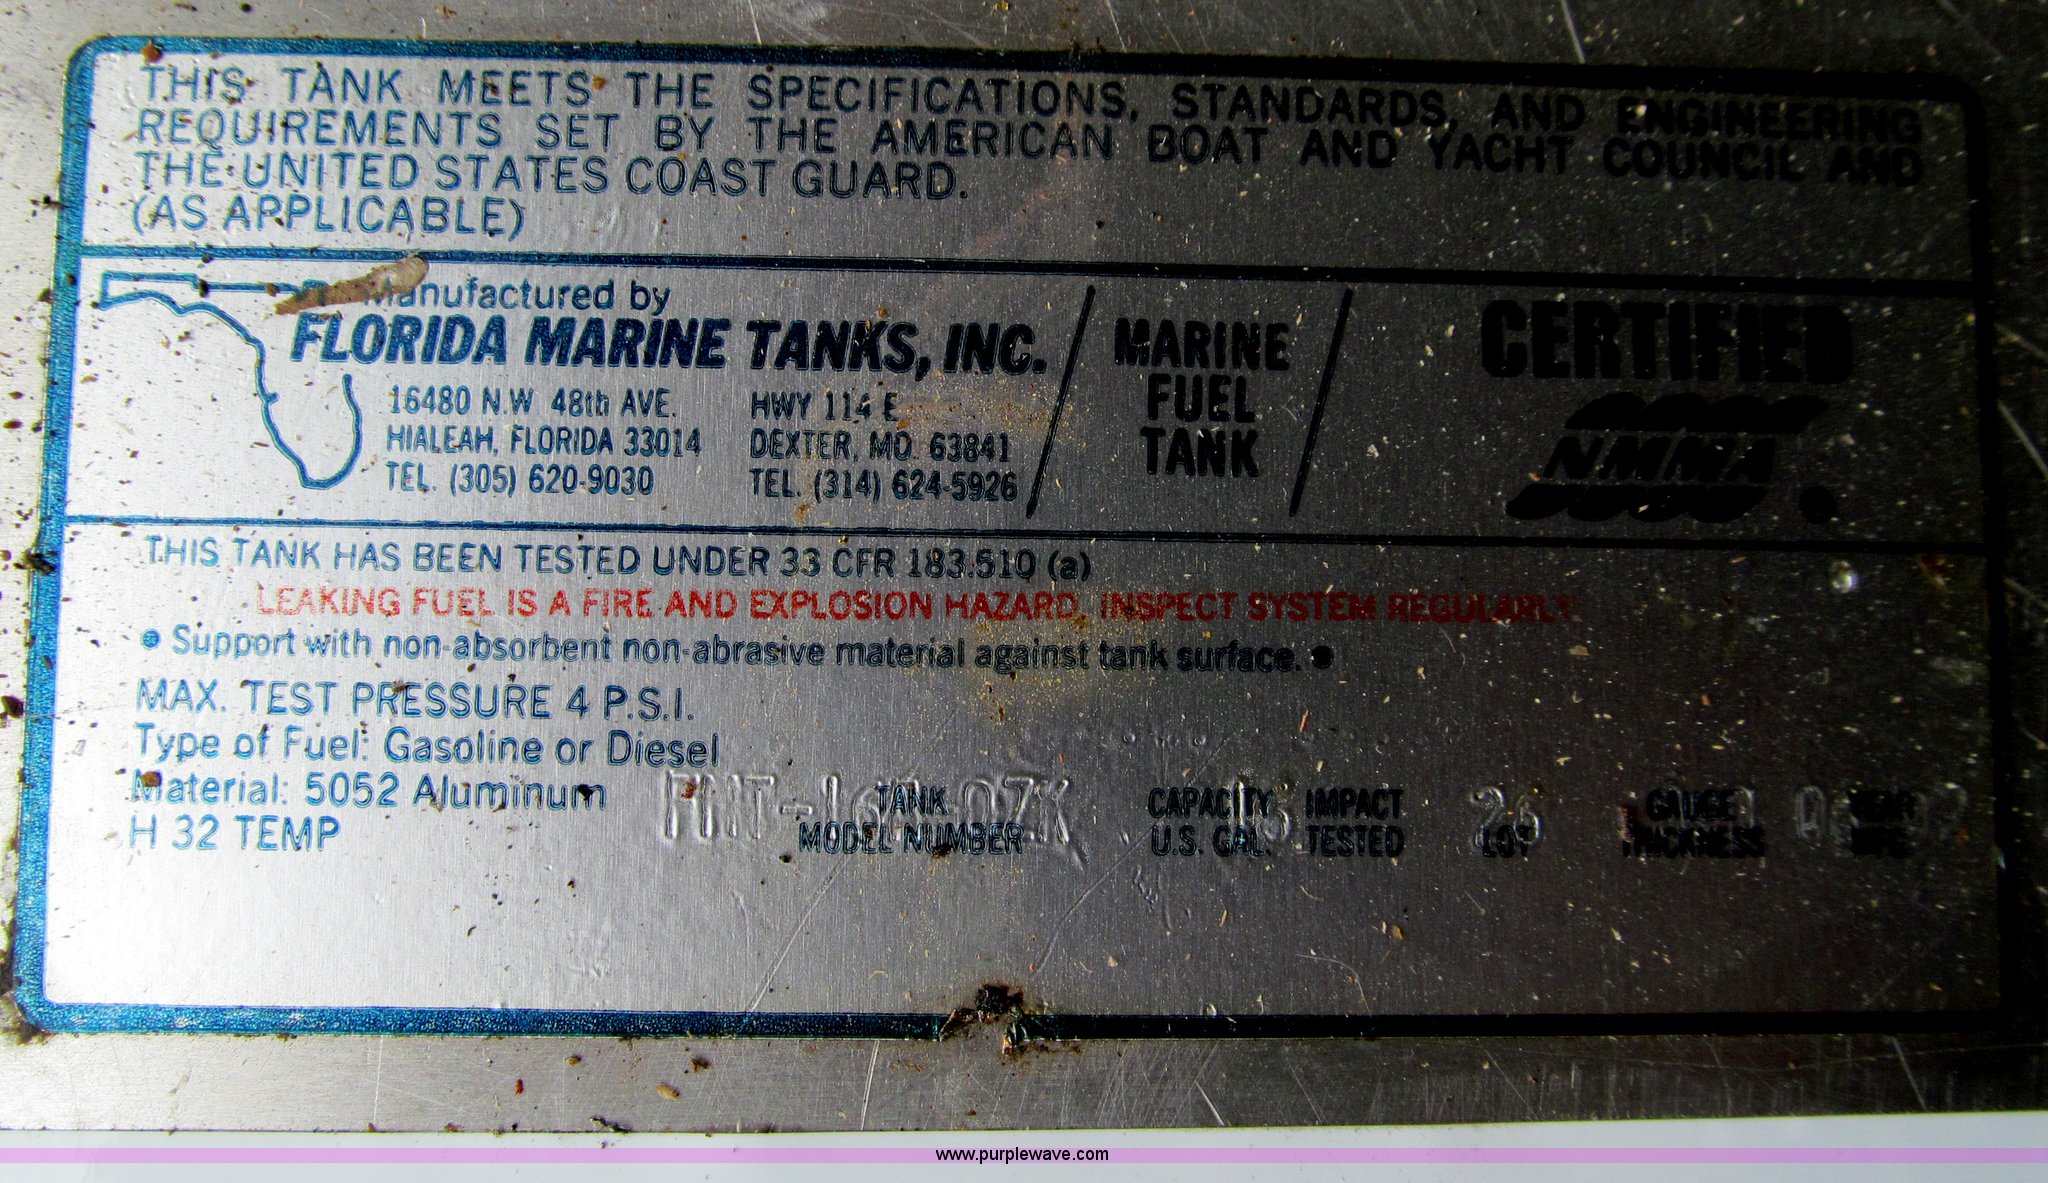 THIS TANK MEETS THE SPECIFICATIONS, STANDARDS, AND ENGINEERING
REQUIREMENTS SET BY THE AMERICAN BOAT AND YACHT COUNCIL AND
THE UNITED STATES COAST GUARD.
(AS APPLICABLE)
Manufactured by
FLORIDA MARINE TANKS, INC.
16480 N.W 48th AVE.
HIALEAH, FLORIDA 33014
TEL. (305) 620-9030
HWY 114 E
DEXTER, MO. 63841
TEL. (314) 624-5926
MARINE
FUEL
TANK
CERTIFIED
NMMA
THIS TANK HAS BEEN TESTED UNDER 33 CFR 183.510 (a)
LEAKING FUEL IS A FIRE AND EXPLOSION HAZARD. INSPECT SYSTEM REGULARLY.
• Support with non-absorbent non-abrasive material against tank surface. •
MAX. TEST PRESSURE 4 P.S.I.
Type of Fuel: Gasoline or Diesel
Material: 5052 Aluminum
H 32 TEMP
TANK
MODEL NUMBER
CAPACITY
U.S. GAL.
IMPACT
TESTED
26
LOT
GAUGE
THICKNESS
YEAR
MFG.
www.purplewave.com